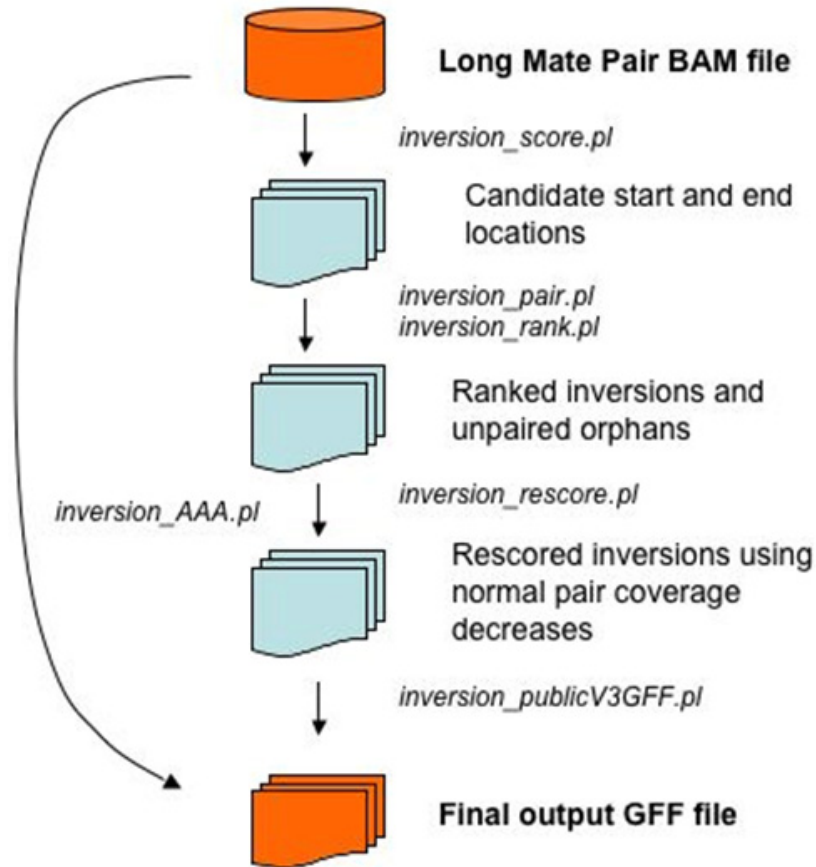 Long Mate Pair BAM file
inversion_score.pl
Candidate start and end
locations
inversion_pair.pl
inversion_rank.pl
Ranked inversions and
unpaired orphans
inversion_rescore.pl
inversion_AAA.pl
Rescored inversions using
normal pair coverage
decreases
inversion_publicV3GFF.pl
Final output GFF file